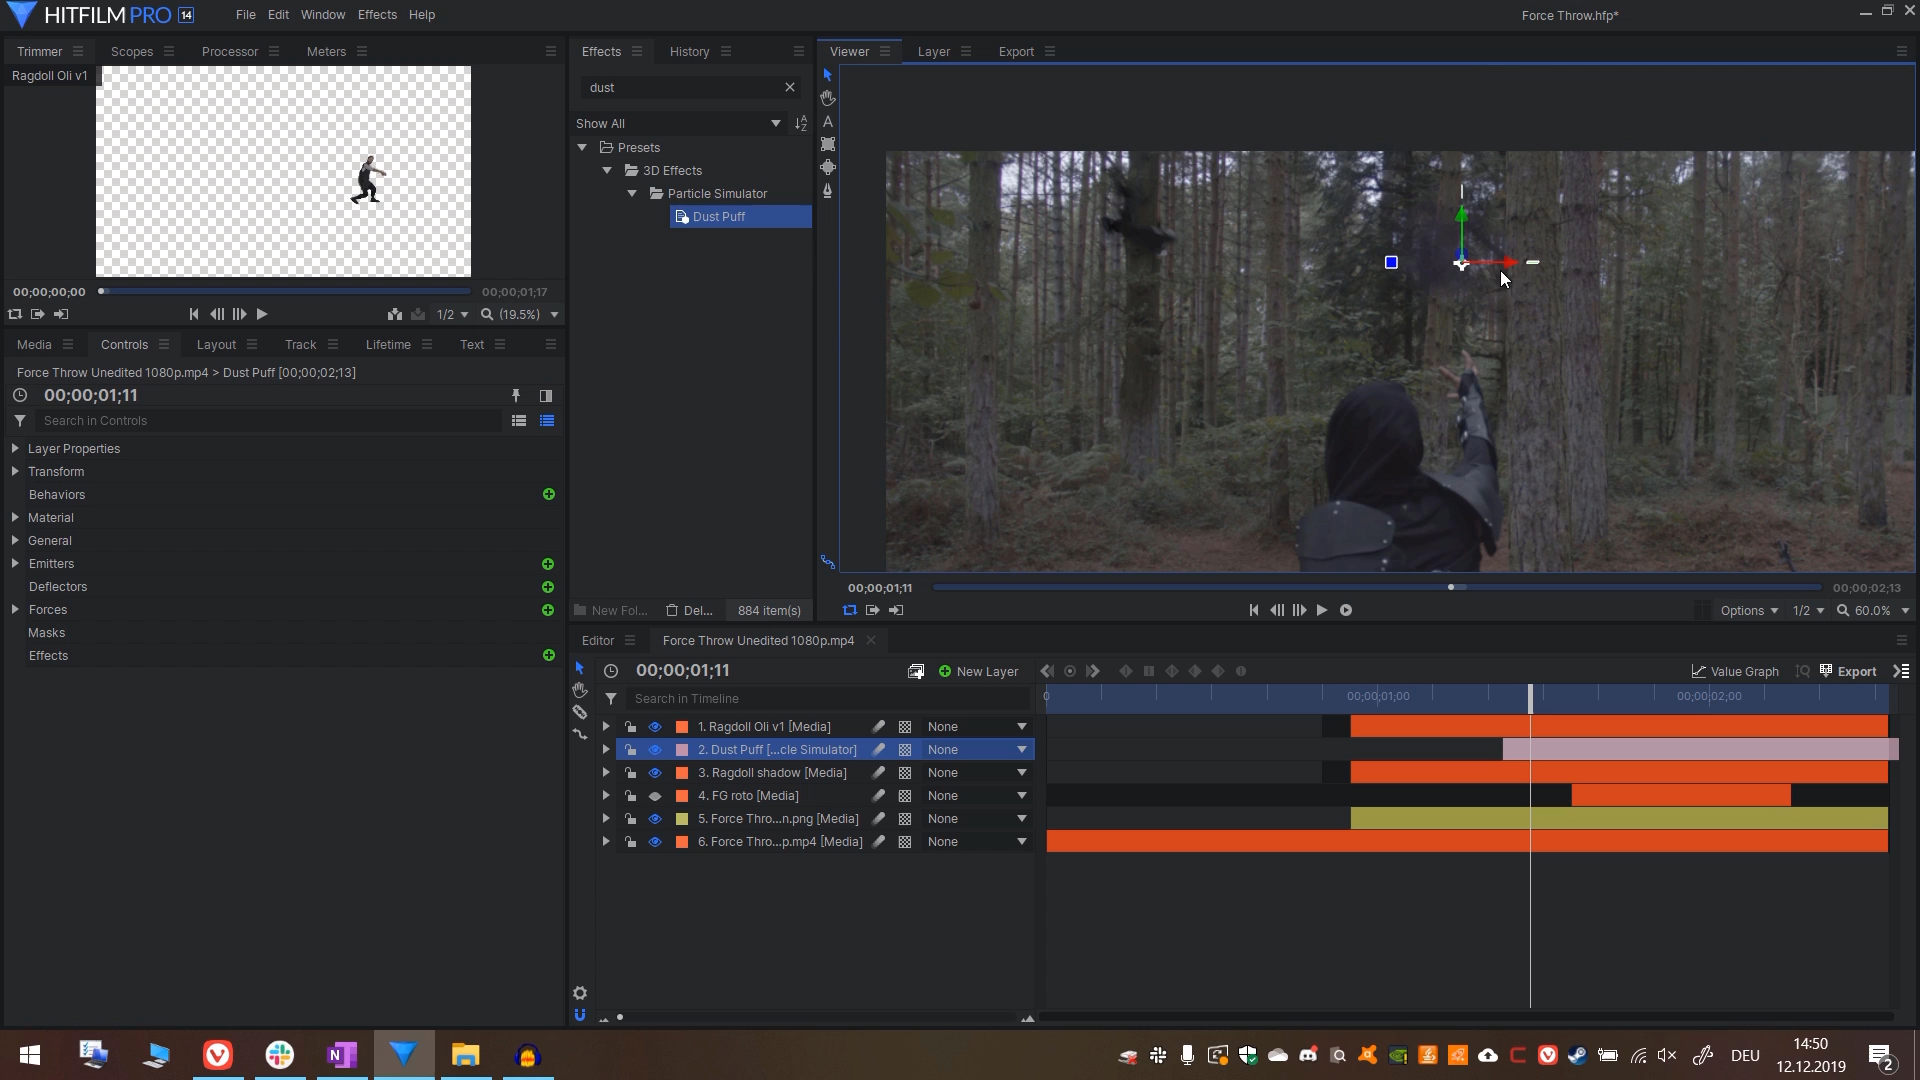 HITFILM PRO 14
File Edit Window Effects Help
Force Throw.hfp*
Trimmer Scopes Processor Meters
Ragdoll Oli v1
00;00;00;00
00;00;01;17
1/2 (19.5%)
Media Controls Layout Track Lifetime Text
Force Throw Unedited 1080p.mp4 > Dust Puff [00;00;02;13]
00;00;01;11
Search in Controls
Layer Properties
Transform
Behaviors
Material
General
Emitters
Deflectors
Forces
Masks
Effects
Effects History
dust
Show All
Presets
3D Effects
Particle Simulator
Dust Puff
New Fol... Del... 884 item(s)
Viewer Layer Export
00;00;01;11
00;00;02;13
Options 1/2 60.0%
Editor Force Throw Unedited 1080p.mp4
00;00;01;11 New Layer
Value Graph Export
Search in Timeline
0 00;00;01;00 00;00;02;00
1. Ragdoll Oli v1 [Media] None
2. Dust Puff [...cle Simulator] None
3. Ragdoll shadow [Media] None
4. FG roto [Media] None
5. Force Thro...n.png [Media] None
6. Force Thro...p.mp4 [Media] None
DEU
14:50
12.12.2019
2